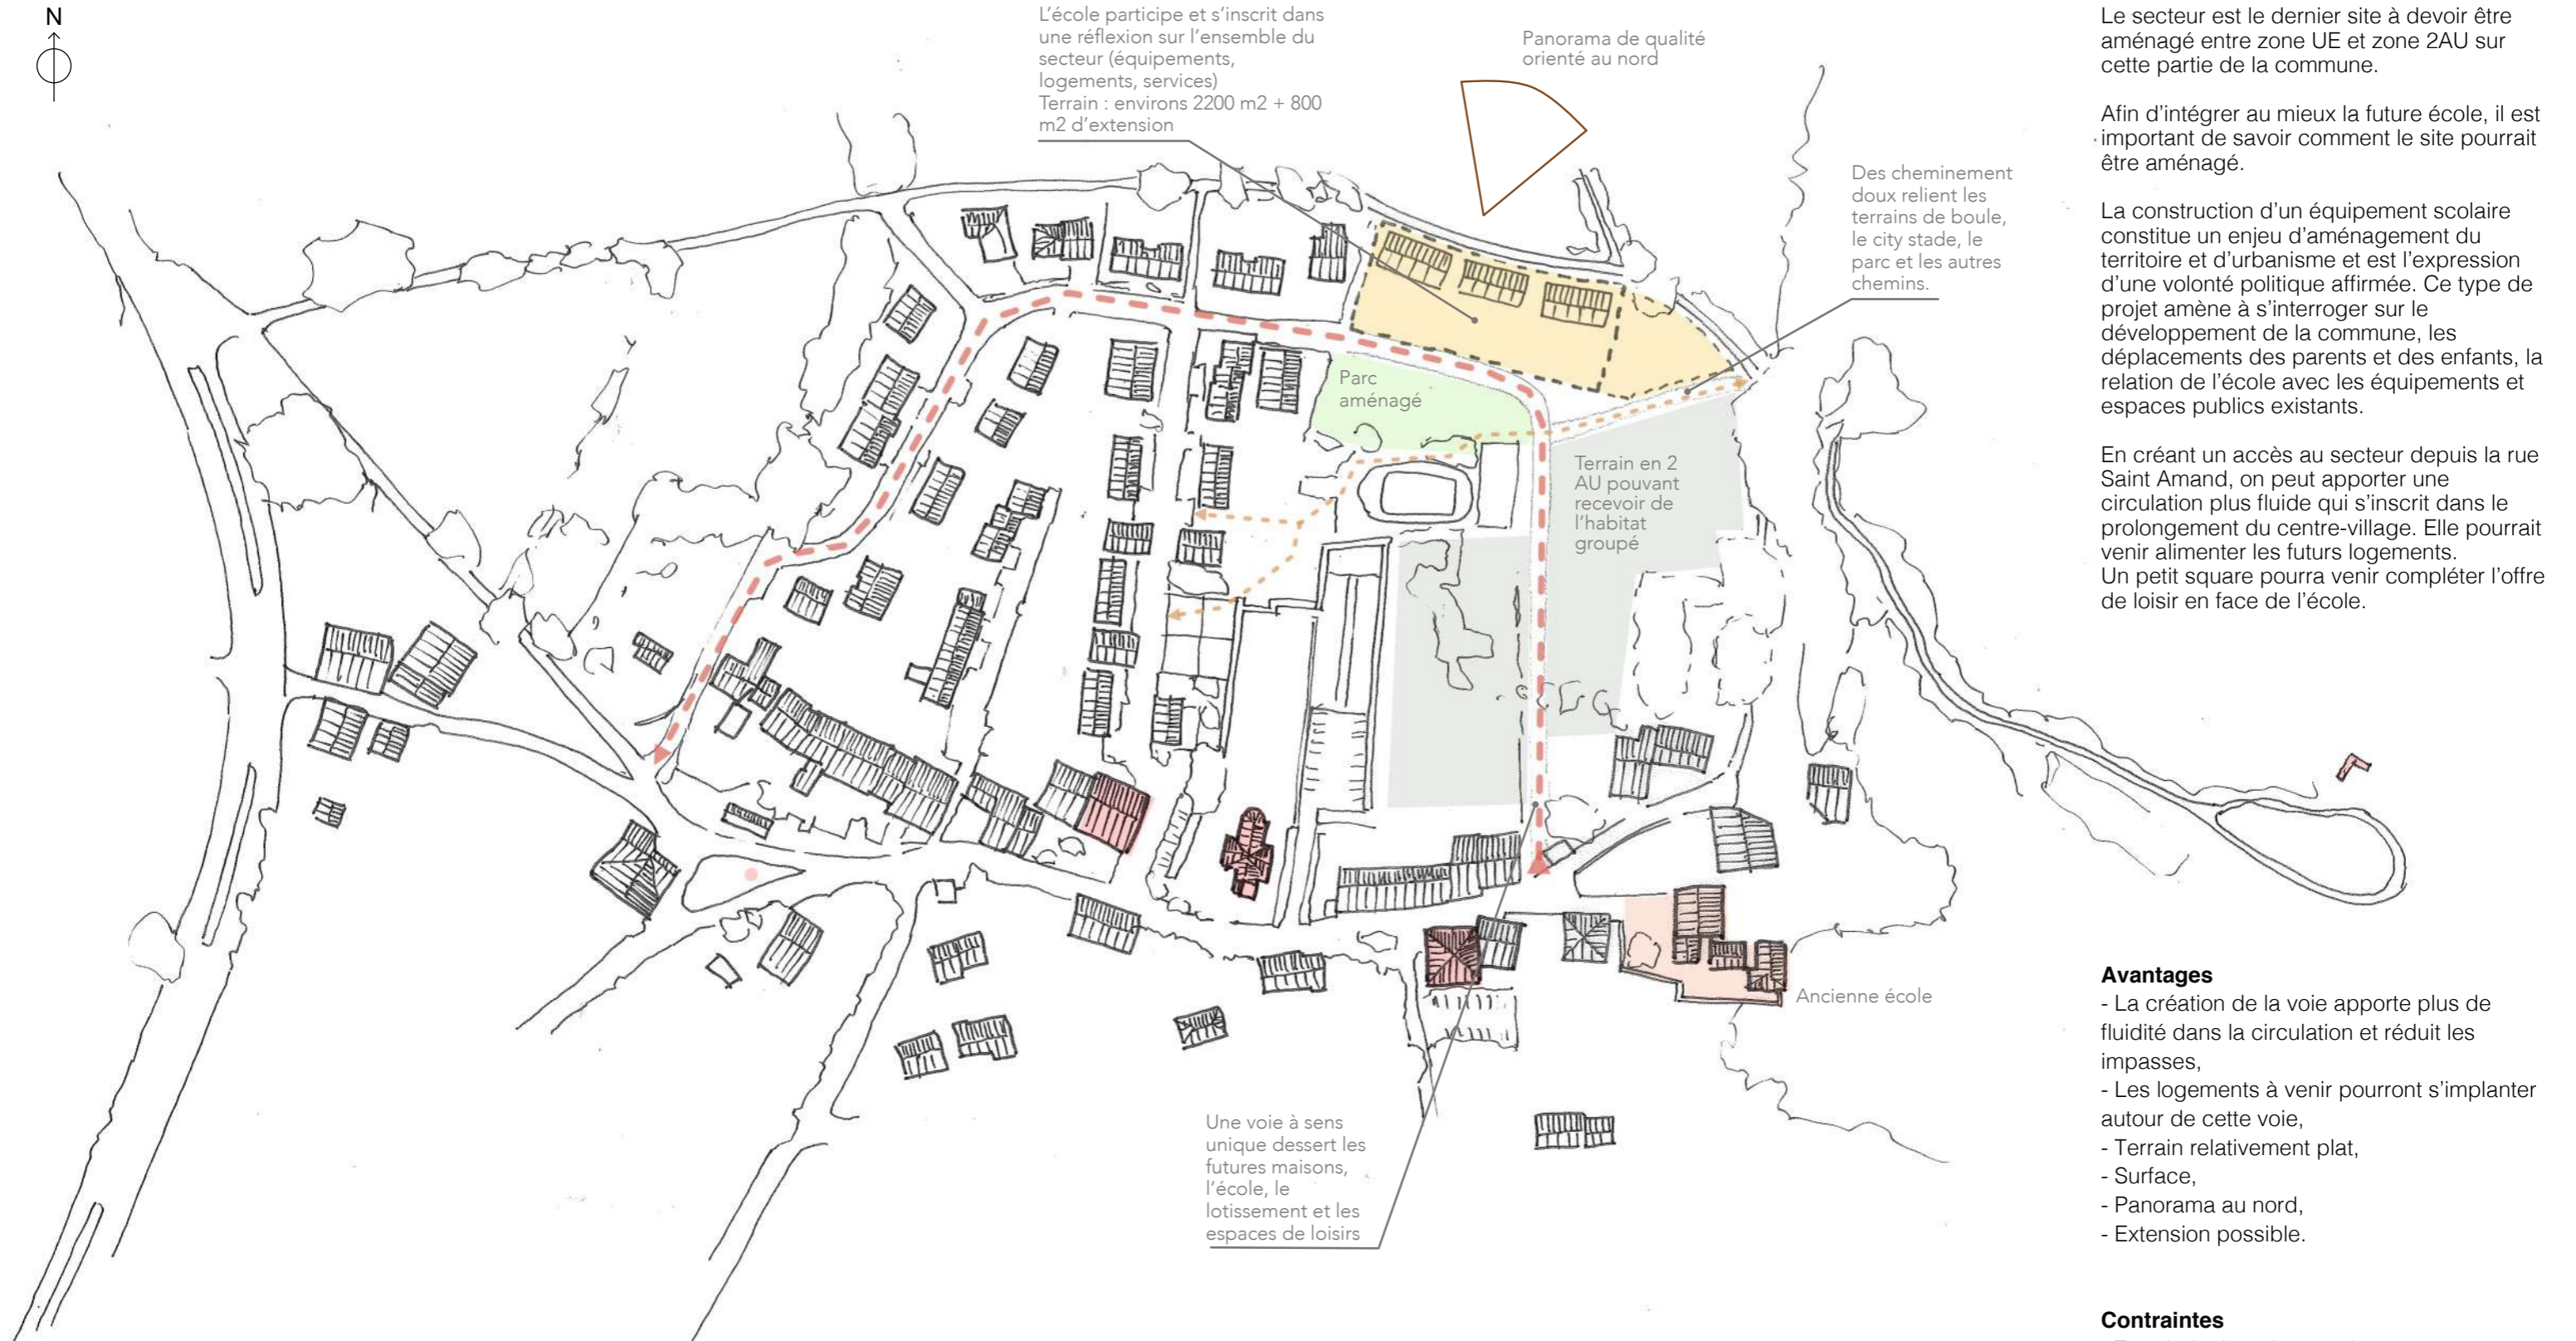 N
L'école participe et s'inscrit dans
une réflexion sur l'ensemble du
secteur (équipements,
logements, services)
Terrain : environs 2200 m2 + 800
m2 d'extension
Panorama de qualité
orienté au nord
Des cheminement
doux relient les
terrains de boule,
le city stade, le
parc et les autres
chemins.
Parc
aménagé
Terrain en 2
AU pouvant
recevoir de
l'habitat
groupé
Ancienne école
Une voie à sens
unique dessert les
futures maisons,
l'école, le
lotissement et les
espaces de loisirs
Le secteur est le dernier site à devoir être
aménagé entre zone UE et zone 2AU sur
cette partie de la commune.
Afin d'intégrer au mieux la future école, il est
important de savoir comment le site pourrait
être aménagé.
La construction d'un équipement scolaire
constitue un enjeu d'aménagement du
territoire et d'urbanisme et est l'expression
d'une volonté politique affirmée. Ce type de
projet amène à s'interroger sur le
développement de la commune, les
déplacements des parents et des enfants, la
relation de l'école avec les équipements et
espaces publics existants.
En créant un accès au secteur depuis la rue
Saint Amand, on peut apporter une
circulation plus fluide qui s'inscrit dans le
prolongement du centre-village. Elle pourrait
venir alimenter les futurs logements.
Un petit square pourra venir compléter l'offre
de loisir en face de l'école.
Avantages
- La création de la voie apporte plus de
fluidité dans la circulation et réduit les
impasses,
- Les logements à venir pourront s'implanter
autour de cette voie,
- Terrain relativement plat,
- Surface,
- Panorama au nord,
- Extension possible.
Contraintes